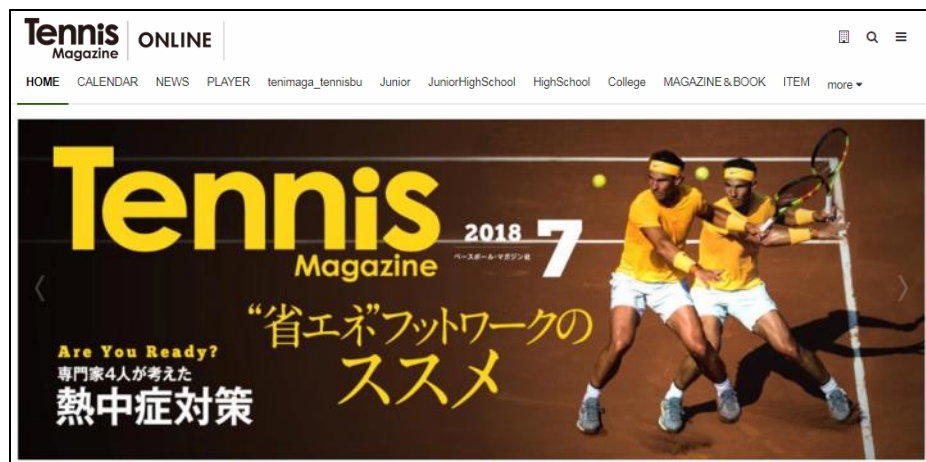 Tennis
Magazine
ONLINE
HOME CALENDAR NEWS PLAYER tenimaga_tennisbu Junior JuniorHighSchool HighSchool College MAGAZINE&BOOK ITEM more
Tennis
Magazine
2018
ベースボール・マガジン社
7
“省エネ”フットワークの
ススメ
Are You Ready?
専門家4人が考えた
熱中症対策